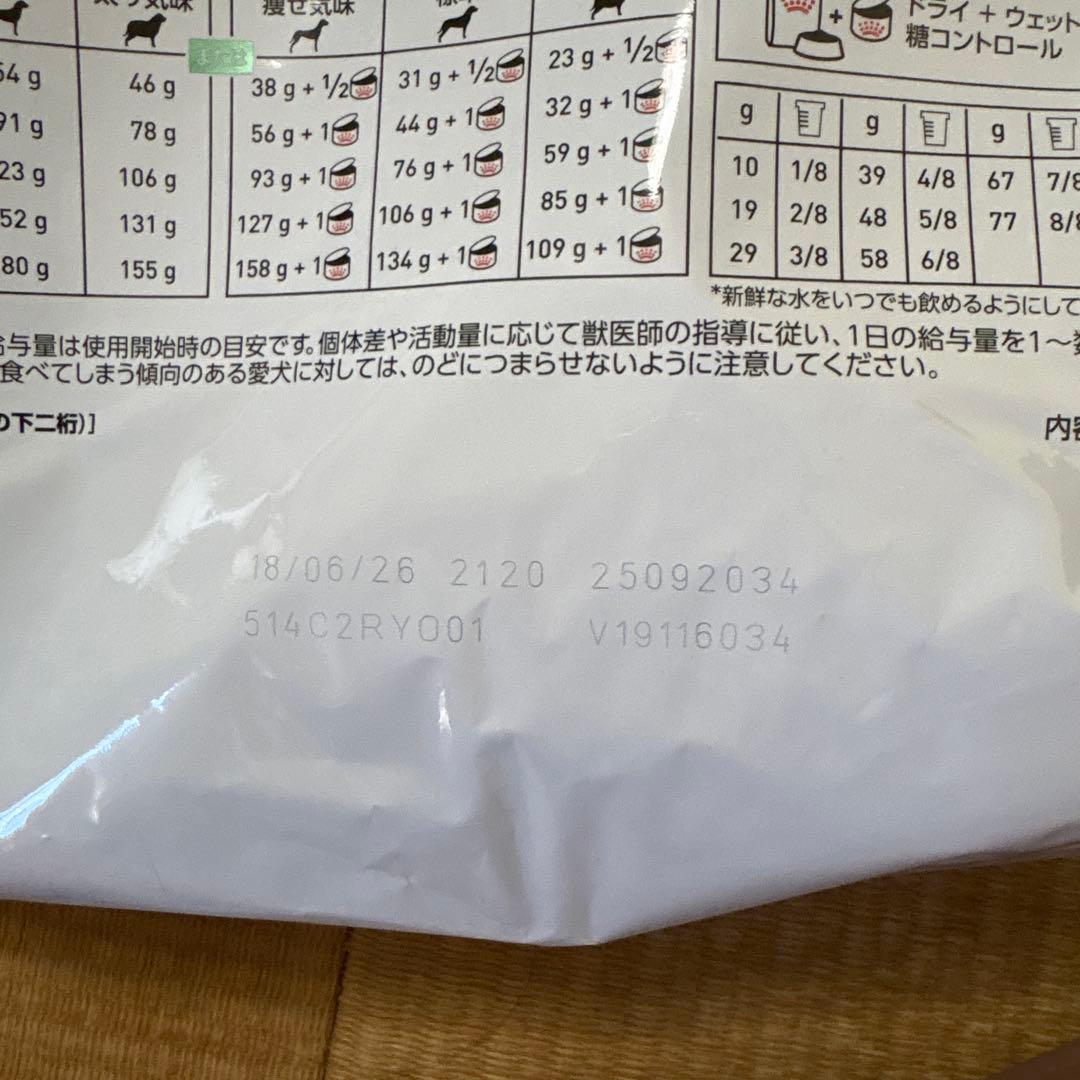 痩せ気味
ドライ + ウェット
糖コントロール
46 g
78 g
106 g
131 g
155 g
38 g + 1/2
56 g + 1
93 g + 1
127 g + 1
158 g + 1
31 g + 1/2
44 g + 1
76 g + 1
106 g + 1
134 g + 1
23 g + 1/2
32 g + 1
59 g + 1
85 g + 1
109 g + 1
g g g
10 1/8 39 4/8 67 7/8
19 2/8 48 5/8 77 8/8
29 3/8 58 6/8
*新鮮な水をいつでも飲めるようにして
給与量は使用開始時の目安です。個体差や活動量に応じて獣医師の指導に従い、1日の給与量を1〜数
食べてしまう傾向のある愛犬に対しては、のどにつまらせないように注意してください。
の下二桁)]
内容
18/06/26 2120 25092034
514C2RY001 V19116034